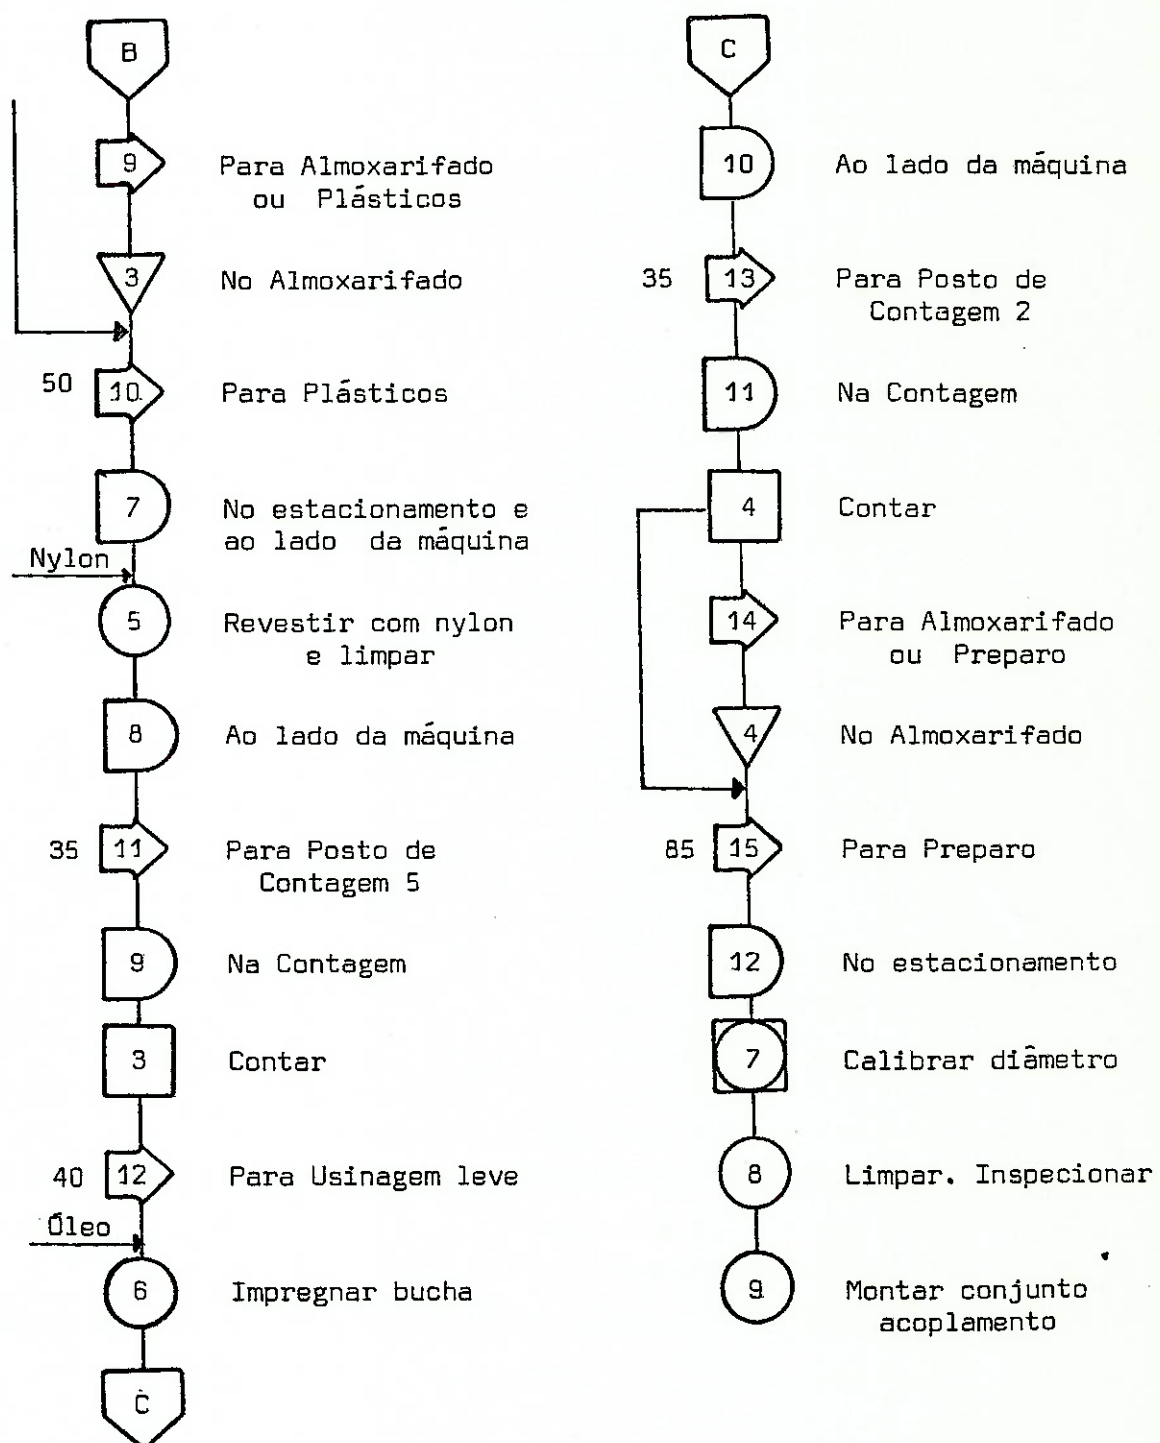 B
9
Para Almoxarifado
ou Plásticos
3
No Almoxarifado
50
10
Para Plásticos
7
No estacionamento e
ao lado da máquina
Nylon
5
Revestir com nylon
e limpar
8
Ao lado da máquina
35
11
Para Posto de
Contagem 5
9
Na Contagem
3
Contar
40
12
Para Usinagem leve
Óleo
6
Impregnar bucha
C
C
10
Ao lado da máquina
35
13
Para Posto de
Contagem 2
11
Na Contagem
4
Contar
14
Para Almoxarifado
ou Preparo
4
No Almoxarifado
85
15
Para Preparo
12
No estacionamento
7
Calibrar diâmetro
8
Limpar. Inspecionar
9
Montar conjunto
acoplamento